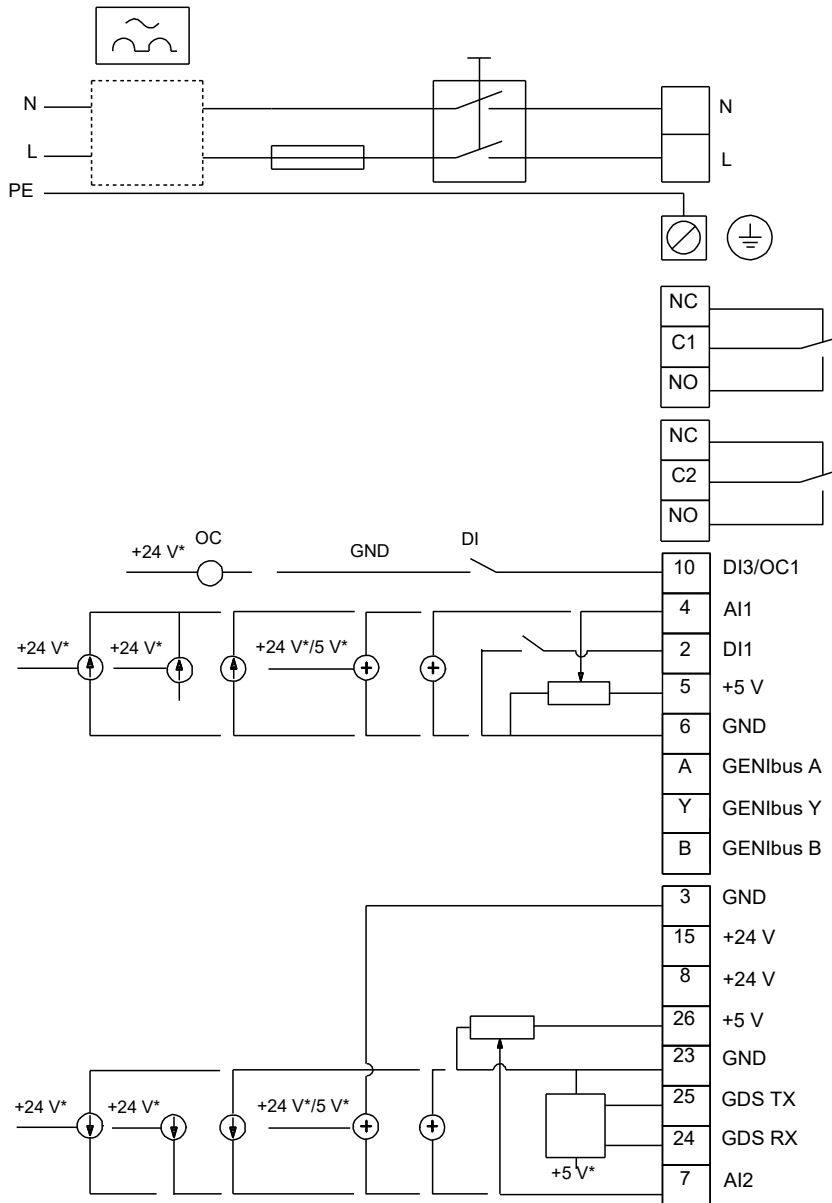 N
N
L
L
PE
NC
C1
NO
NC
C2
NO
+24 V* OC GND DI
10 DI3/OC1
4 AI1
+24 V* +24 V* +24 V*/5 V*
2 DI1
5 +5 V
6 GND
A GENIbus A
Y GENIbus Y
B GENIbus B
3 GND
15 +24 V
8 +24 V
26 +5 V
23 GND
+24 V* +24 V* +24 V*/5 V*
25 GDS TX
24 GDS RX
+5 V*
7 AI2